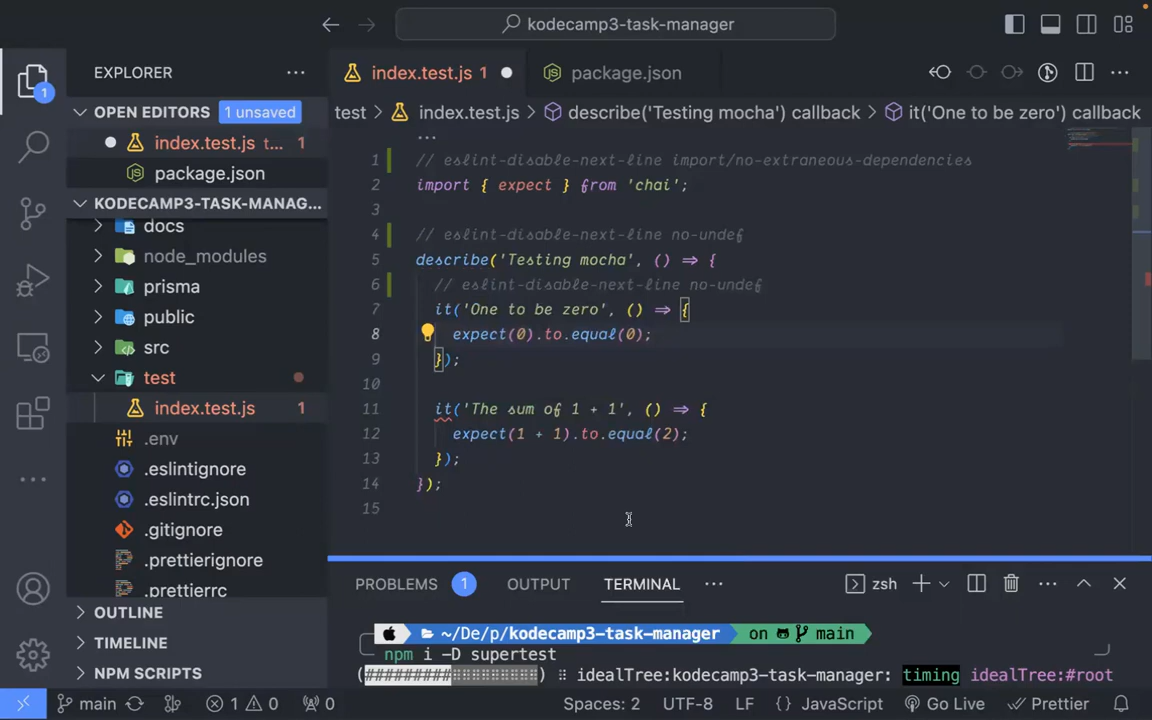 kodecamp3-task-manager
EXPLORER
OPEN EDITORS 1 unsaved
index.test.js t... 1
package.json
KODECAMP3-TASK-MANAG...
docs
node_modules
prisma
public
src
test
index.test.js 1
.env
.eslintignore
.eslintrc.json
.gitignore
.prettierignore
.prettierrc
OUTLINE
TIMELINE
NPM SCRIPTS
1
index.test.js 1
package.json
test > index.test.js > describe('Testing mocha') callback > it('One to be zero') callback
...
1 // eslint-disable-next-line import/no-extraneous-dependencies
2 import { expect } from 'chai';
3
4 // eslint-disable-next-line no-undef
5 describe('Testing mocha', () => {
6 // eslint-disable-next-line no-undef
7 it('One to be zero', () => {
8 expect(0).to.equal(0);
9 });
10
11 it('The sum of 1 + 1', () => {
12 expect(1 + 1).to.equal(2);
13 });
14 });
15
PROBLEMS 1 OUTPUT TERMINAL ... zsh
~/De/p/kodecamp3-task-manager on main
npm i -D supertest
(#########⠂⠂⠂⠂⠂⠂⠂⠂⠂) ⠸ idealTree:kodecamp3-task-manager: timing idealTree:#root
main 1 0 0 Spaces: 2 UTF-8 LF {} JavaScript Go Live Prettier